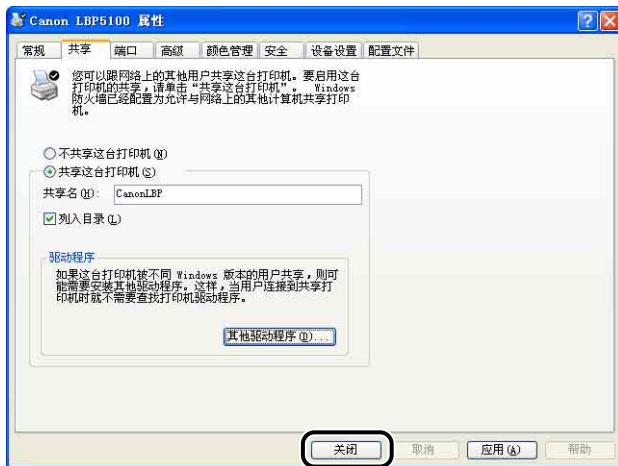 Canon LBP5100 属性
常规 共享 端口 高级 颜色管理 安全 设备设置 配置文件
您可以跟网络上的其他用户共享这台打印机。要启用这台
打印机的共享，请单击“共享这台打印机”。 Windows
防火墙已经配置为允许与网络上的其他计算机共享打印
机。
不共享这台打印机(N)
共享这台打印机(S)
共享名(H): CanonLBP
列入目录(L)
驱动程序
如果这台打印机被不同 Windows 版本的用户共享，则可
能需要安装其他驱动程序。这样，当用户连接到共享打
印机时就不需要查找打印机驱动程序。
其他驱动程序(D)...
关闭 取消 应用(A) 帮助